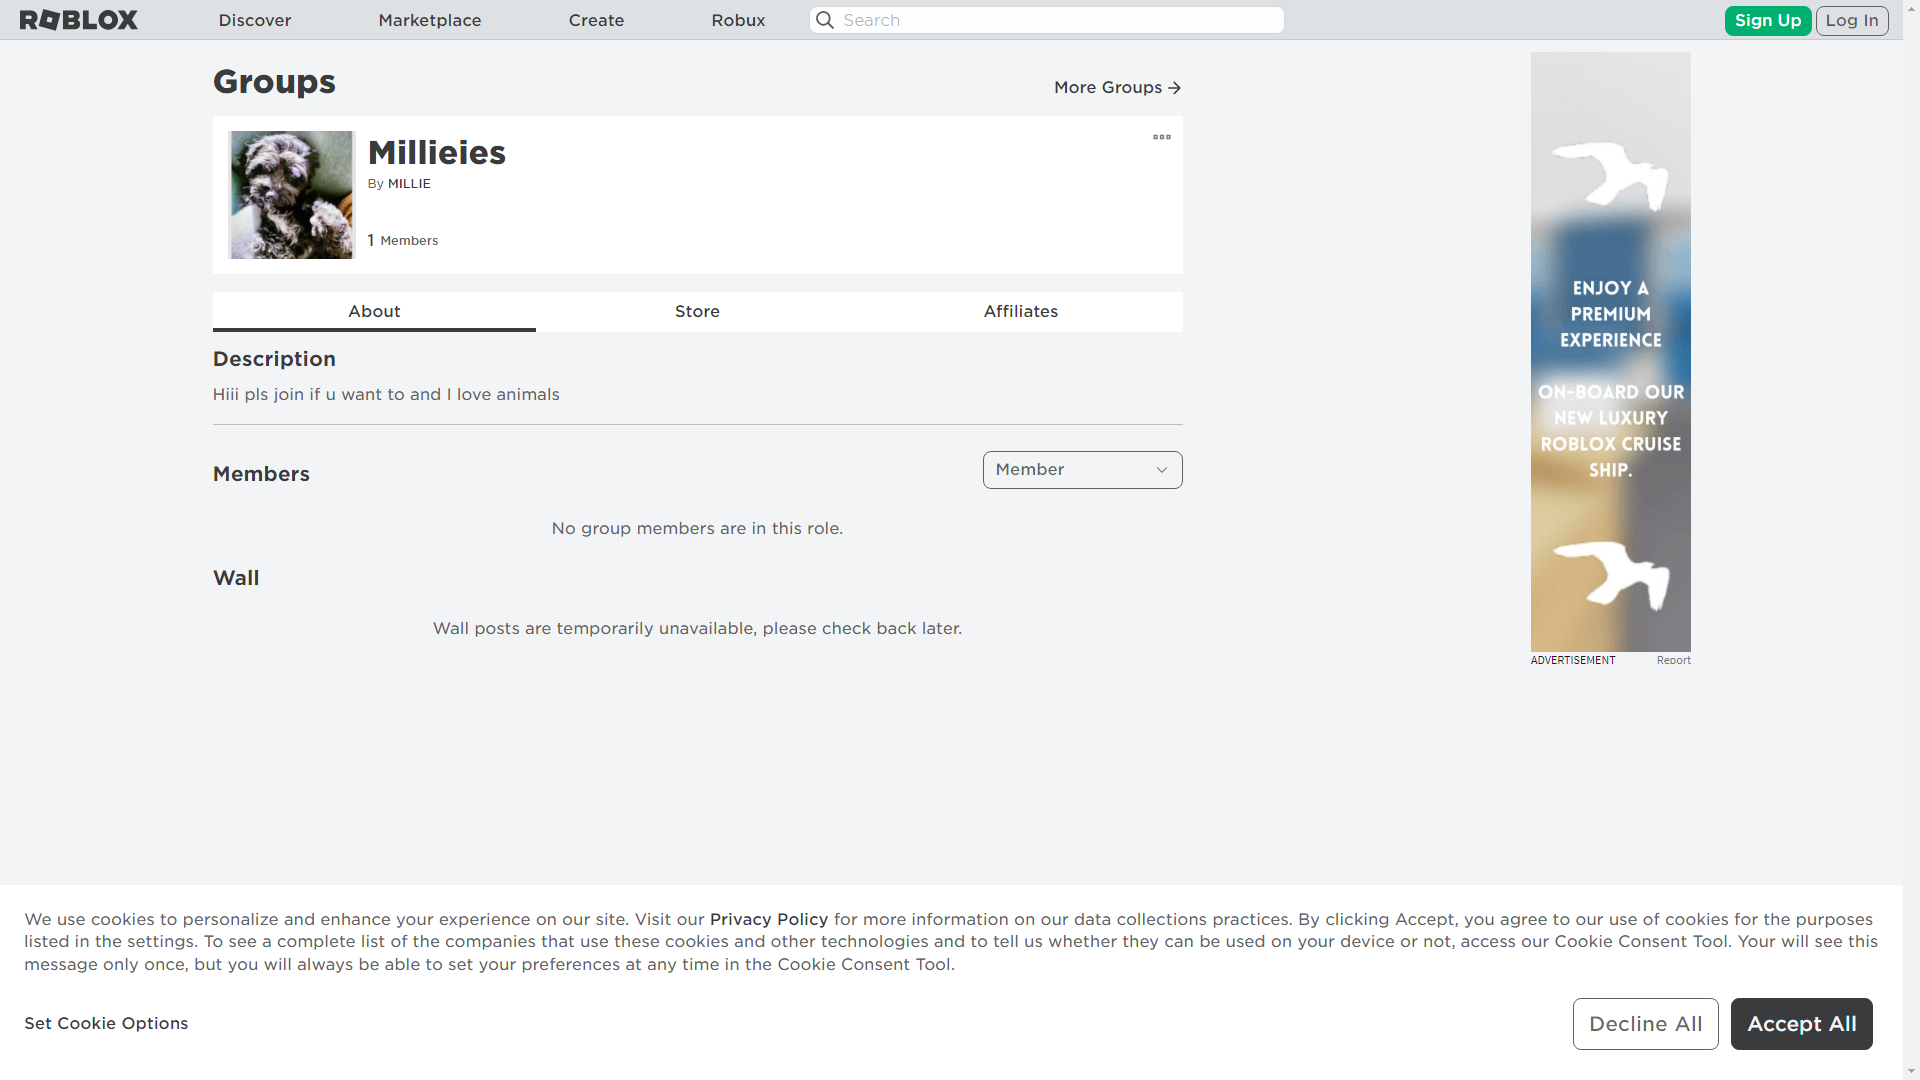 ROBLOX
Discover
Marketplace
Create
Robux
Search
Sign Up
Log In
Groups
More Groups
Millieies
By MILLIE
1 Members
About
Store
Affiliates
Description
Hiii pls join if u want to and I love animals
Members
Member
No group members are in this role.
Wall
Wall posts are temporarily unavailable, please check back later.
ENJOY A
PREMIUM
EXPERIENCE
ON-BOARD OUR
NEW LUXURY
ROBLOX CRUISE
SHIP.
ADVERTISEMENT
Report
We use cookies to personalize and enhance your experience on our site. Visit our Privacy Policy for more information on our data collections practices. By clicking Accept, you agree to our use of cookies for the purposes
listed in the settings. To see a complete list of the companies that use these cookies and other technologies and to tell us whether they can be used on your device or not, access our Cookie Consent Tool. Your will see this
message only once, but you will always be able to set your preferences at any time in the Cookie Consent Tool.
Set Cookie Options
Decline All
Accept All